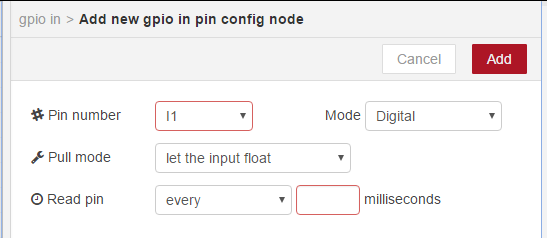 gpio in > Add new gpio in pin config node
Cancel Add
Pin number I1 Mode Digital
Pull mode let the input float
Read pin every milliseconds